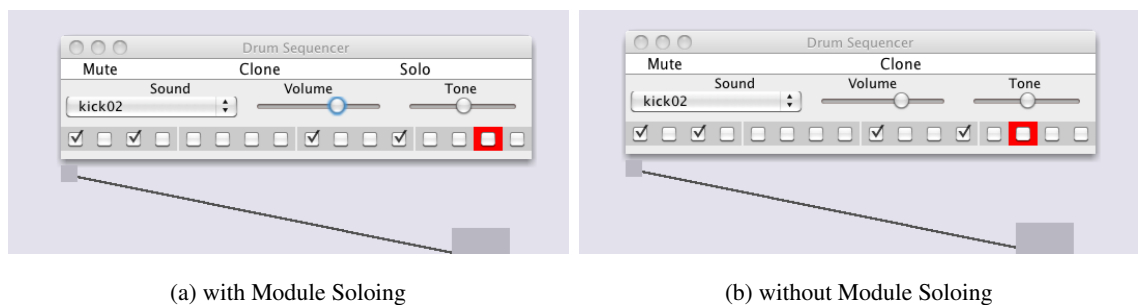 Drum Sequencer
Mute Clone Solo
Sound Volume Tone
kick02
(a) with Module Soloing
Drum Sequencer
Mute Clone
Sound Volume Tone
kick02
(b) without Module Soloing